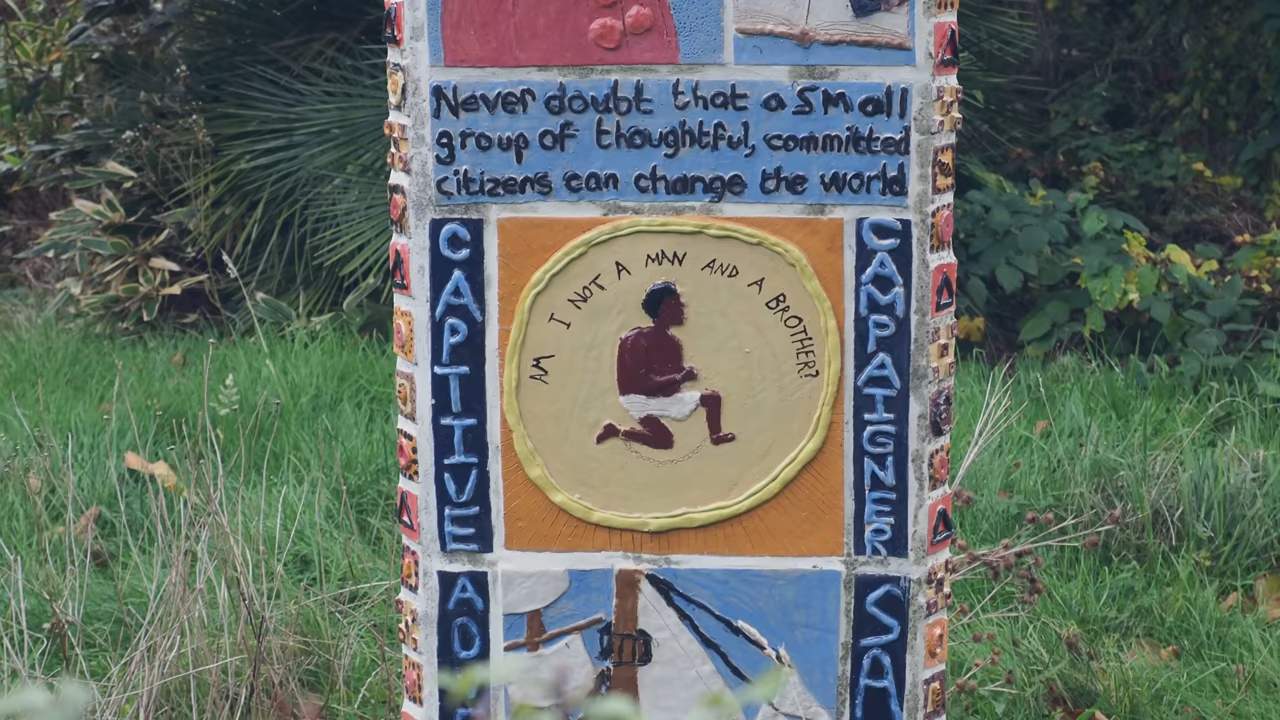 Never doubt that a small
group of thoughtful, committed
citizens can change the world
CAPTIVE
AM I NOT A MAN AND A BROTHER?
CAMPAIGNER